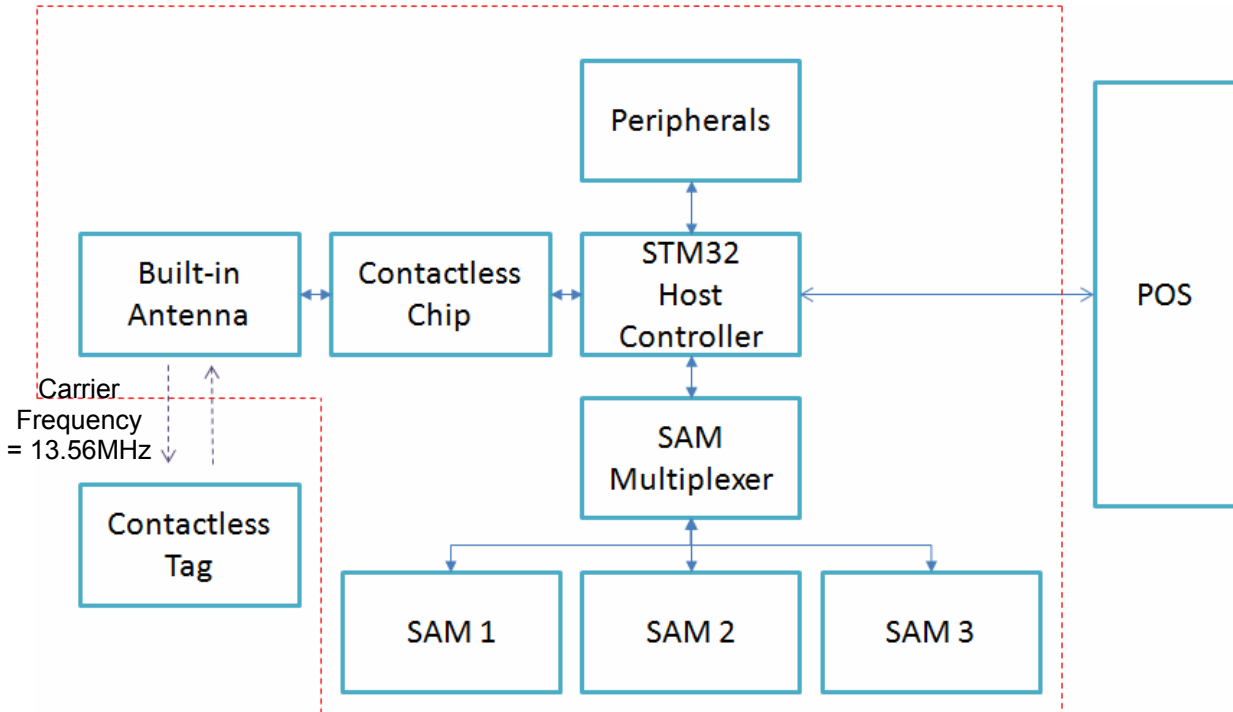 Peripherals
Built-in
Antenna
Contactless
Chip
STM32
Host
Controller
POS
Carrier
Frequency
= 13.56MHz
SAM
Multiplexer
Contactless
Tag
SAM 1
SAM 2
SAM 3